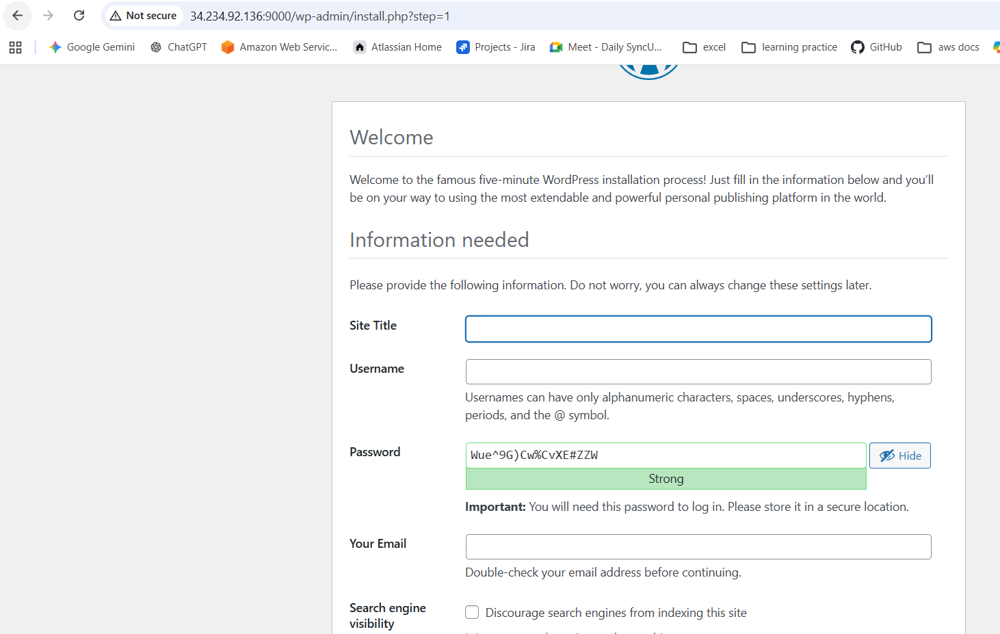 Not secure 34.234.92.136:9000/wp-admin/install.php?step=1
Google Gemini ChatGPT Amazon Web Servic... Atlassian Home Projects - Jira Meet - Daily SyncU... excel learning practice GitHub aws docs
Welcome
Welcome to the famous five-minute WordPress installation process! Just fill in the information below and you’ll
be on your way to using the most extendable and powerful personal publishing platform in the world.
Information needed
Please provide the following information. Do not worry, you can always change these settings later.
Site Title
Username
Usernames can have only alphanumeric characters, spaces, underscores, hyphens,
periods, and the @ symbol.
Password Wue^9G)Cw%CvXE#ZZW Hide
Strong
Important: You will need this password to log in. Please store it in a secure location.
Your Email
Double-check your email address before continuing.
Search engine
visibility
Discourage search engines from indexing this site